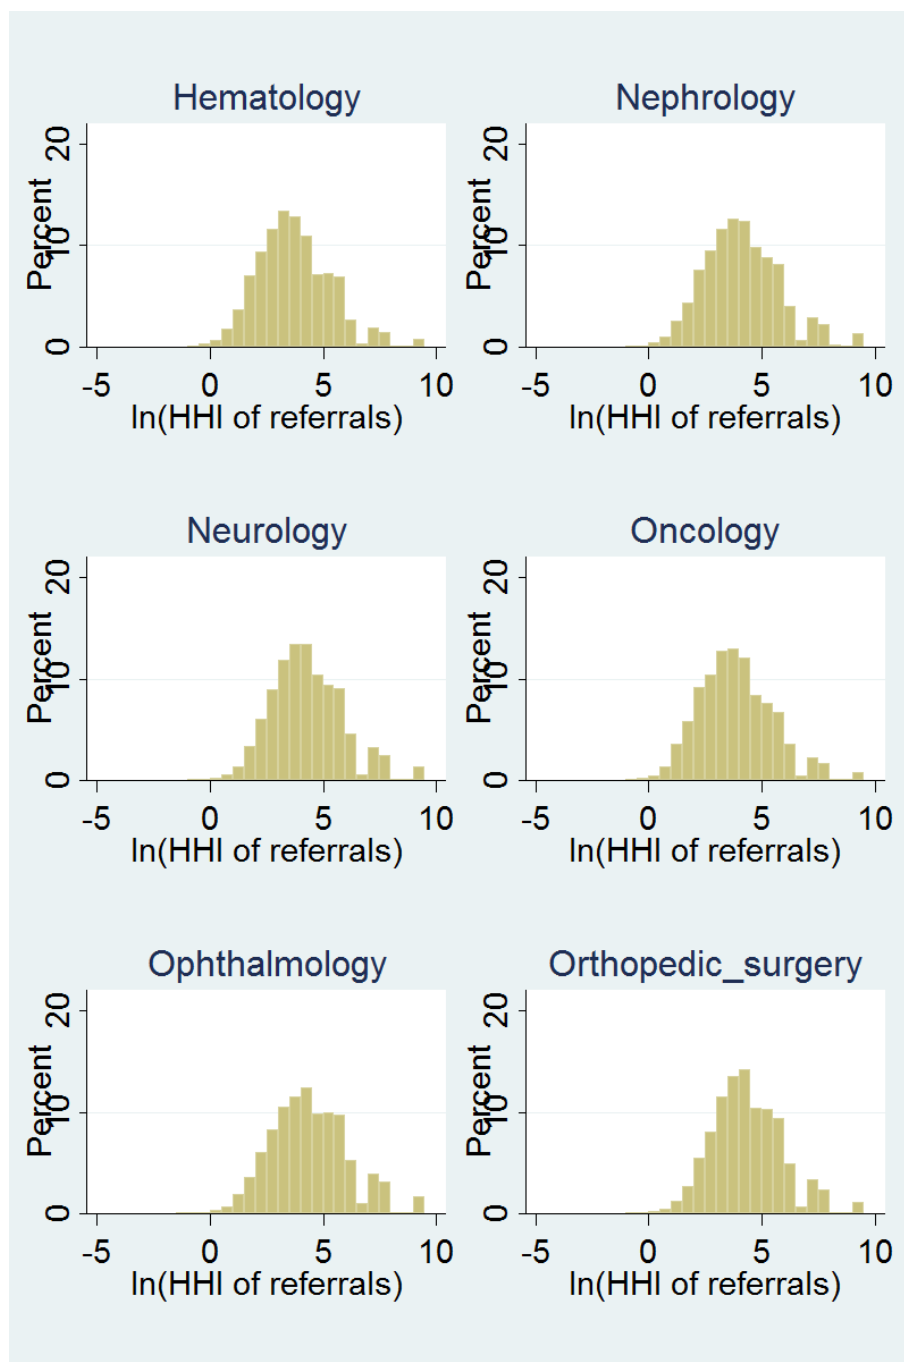 Hematology
Nephrology
Percent
0 10 20
-5 0 5 10
ln(HHI of referrals)
Percent
0 10 20
-5 0 5 10
ln(HHI of referrals)
Neurology
Oncology
Percent
0 10 20
-5 0 5 10
ln(HHI of referrals)
Percent
0 10 20
-5 0 5 10
ln(HHI of referrals)
Ophthalmology
Orthopedic_surgery
Percent
0 10 20
-5 0 5 10
ln(HHI of referrals)
Percent
0 10 20
-5 0 5 10
ln(HHI of referrals)